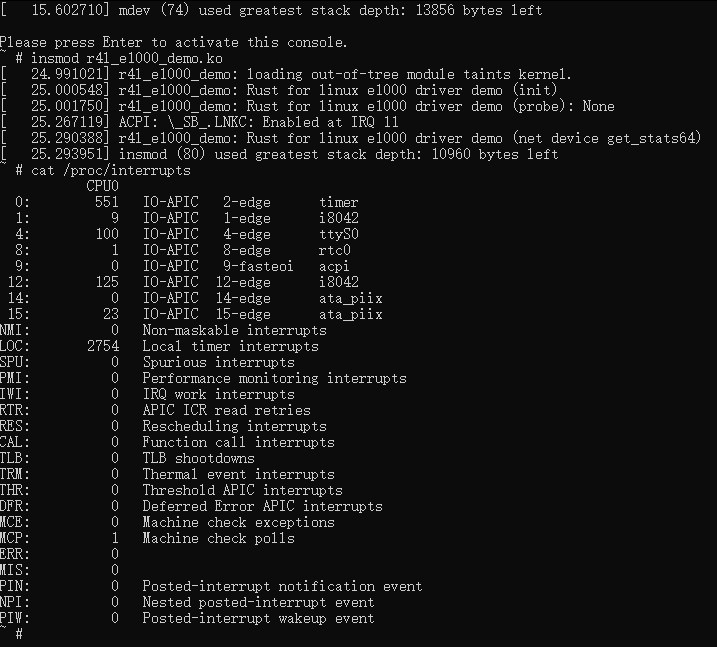 [   15.602710] mdev (74) used greatest stack depth: 13856 bytes left
Please press Enter to activate this console.
~ # insmod r4l_e1000_demo.ko
[   24.991021] r4l_e1000_demo: loading out-of-tree module taints kernel.
[   25.000548] r4l_e1000_demo: Rust for linux e1000 driver demo (init)
[   25.001750] r4l_e1000_demo: Rust for linux e1000 driver demo (probe): None
[   25.267119] ACPI: \_SB_.LNKC: Enabled at IRQ 11
[   25.290388] r4l_e1000_demo: Rust for linux e1000 driver demo (net device get_stats64)
[   25.293951] insmod (80) used greatest stack depth: 10960 bytes left
~ # cat /proc/interrupts
           CPU0
  0:        551   IO-APIC   2-edge      timer
  1:          9   IO-APIC   1-edge      i8042
  4:        100   IO-APIC   4-edge      ttyS0
  8:          1   IO-APIC   8-edge      rtc0
  9:          0   IO-APIC   9-fasteoi   acpi
 12:        125   IO-APIC  12-edge      i8042
 14:          0   IO-APIC  14-edge      ata_piix
 15:         23   IO-APIC  15-edge      ata_piix
NMI:          0   Non-maskable interrupts
LOC:       2754   Local timer interrupts
SPU:          0   Spurious interrupts
PMI:          0   Performance monitoring interrupts
IWI:          0   IRQ work interrupts
RTR:          0   APIC ICR read retries
RES:          0   Rescheduling interrupts
CAL:          0   Function call interrupts
TLB:          0   TLB shootdowns
TRM:          0   Thermal event interrupts
THR:          0   Threshold APIC interrupts
DFR:          0   Deferred Error APIC interrupts
MCE:          0   Machine check exceptions
MCP:          1   Machine check polls
ERR:          0
MIS:          0
PIN:          0   Posted-interrupt notification event
NPI:          0   Nested posted-interrupt event
PIW:          0   Posted-interrupt wakeup event
~ #